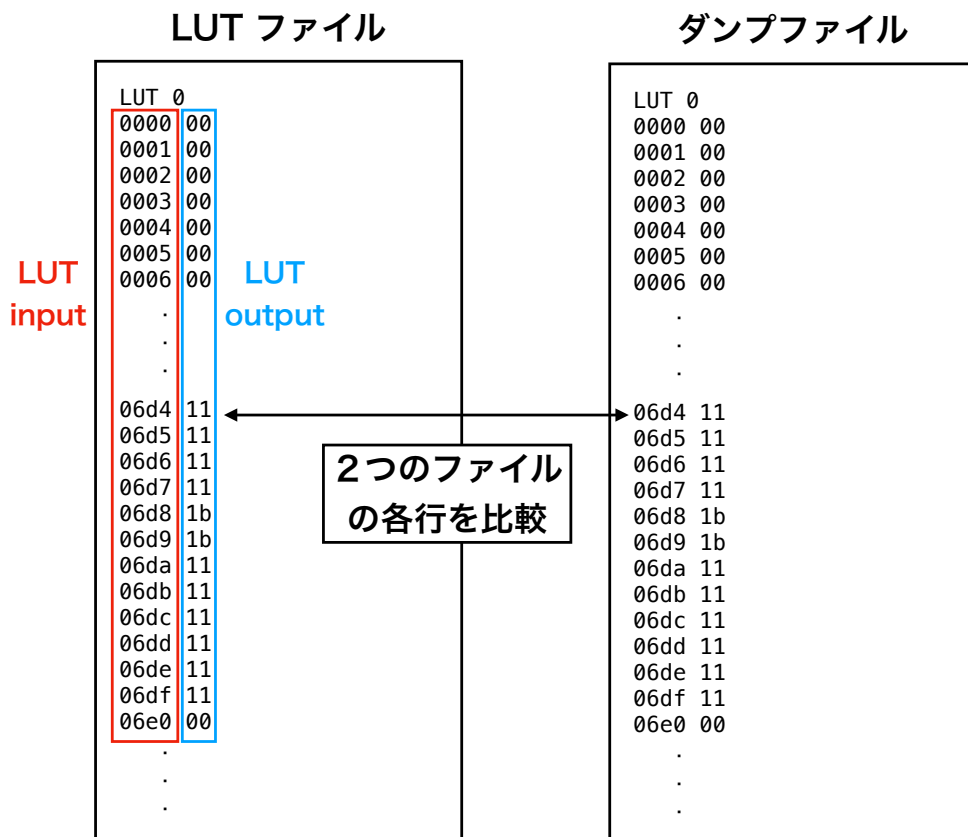 LUT ファイル
LUT 0
0000 00
0001 00
0002 00
0003 00
0004 00
0005 00
0006 00
.
.
.
06d4 11
06d5 11
06d6 11
06d7 11
06d8 1b
06d9 1b
06da 11
06db 11
06dc 11
06dd 11
06de 11
06df 11
06e0 00
.
.
.
LUT
input
LUT
output
2つのファイル
の各行を比較
ダンプファイル
LUT 0
0000 00
0001 00
0002 00
0003 00
0004 00
0005 00
0006 00
.
.
.
06d4 11
06d5 11
06d6 11
06d7 11
06d8 1b
06d9 1b
06da 11
06db 11
06dc 11
06dd 11
06de 11
06df 11
06e0 00
.
.
.